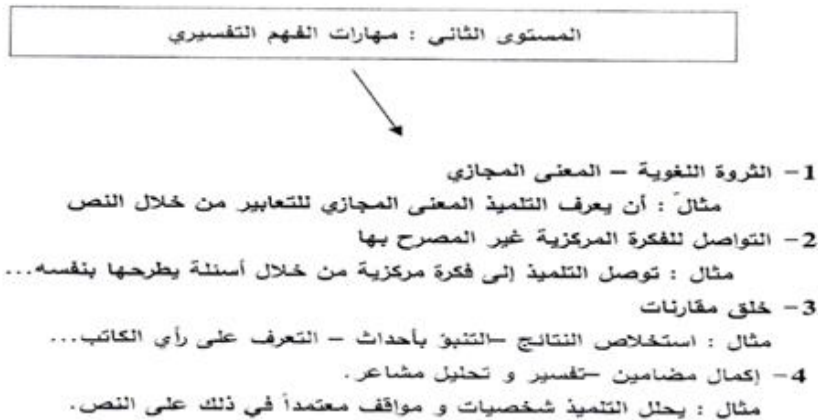 المستوى الثاني : مهارات الفهم التفسيري
1- الثروة اللغوية – المعنى المجازي
مثالً : أن يعرف التلميذ المعنى المجازي للتعابير من خلال النص
2- التواصل للفكرة المركزية غير المصرح بها
مثال : توصل التلميذ إلى فكرة مركزية من خلال أسئلة يطرحها بنفسه...
3- خلق مقارنات
مثال : استخلاص النتائج –التنبؤ بأحداث – التعرف على رأي الكاتب...
4- إكمال مضامين –تفسير و تحليل مشاعر.
مثال : يحلل التلميذ شخصيات و مواقف معتمداً في ذلك على النص.